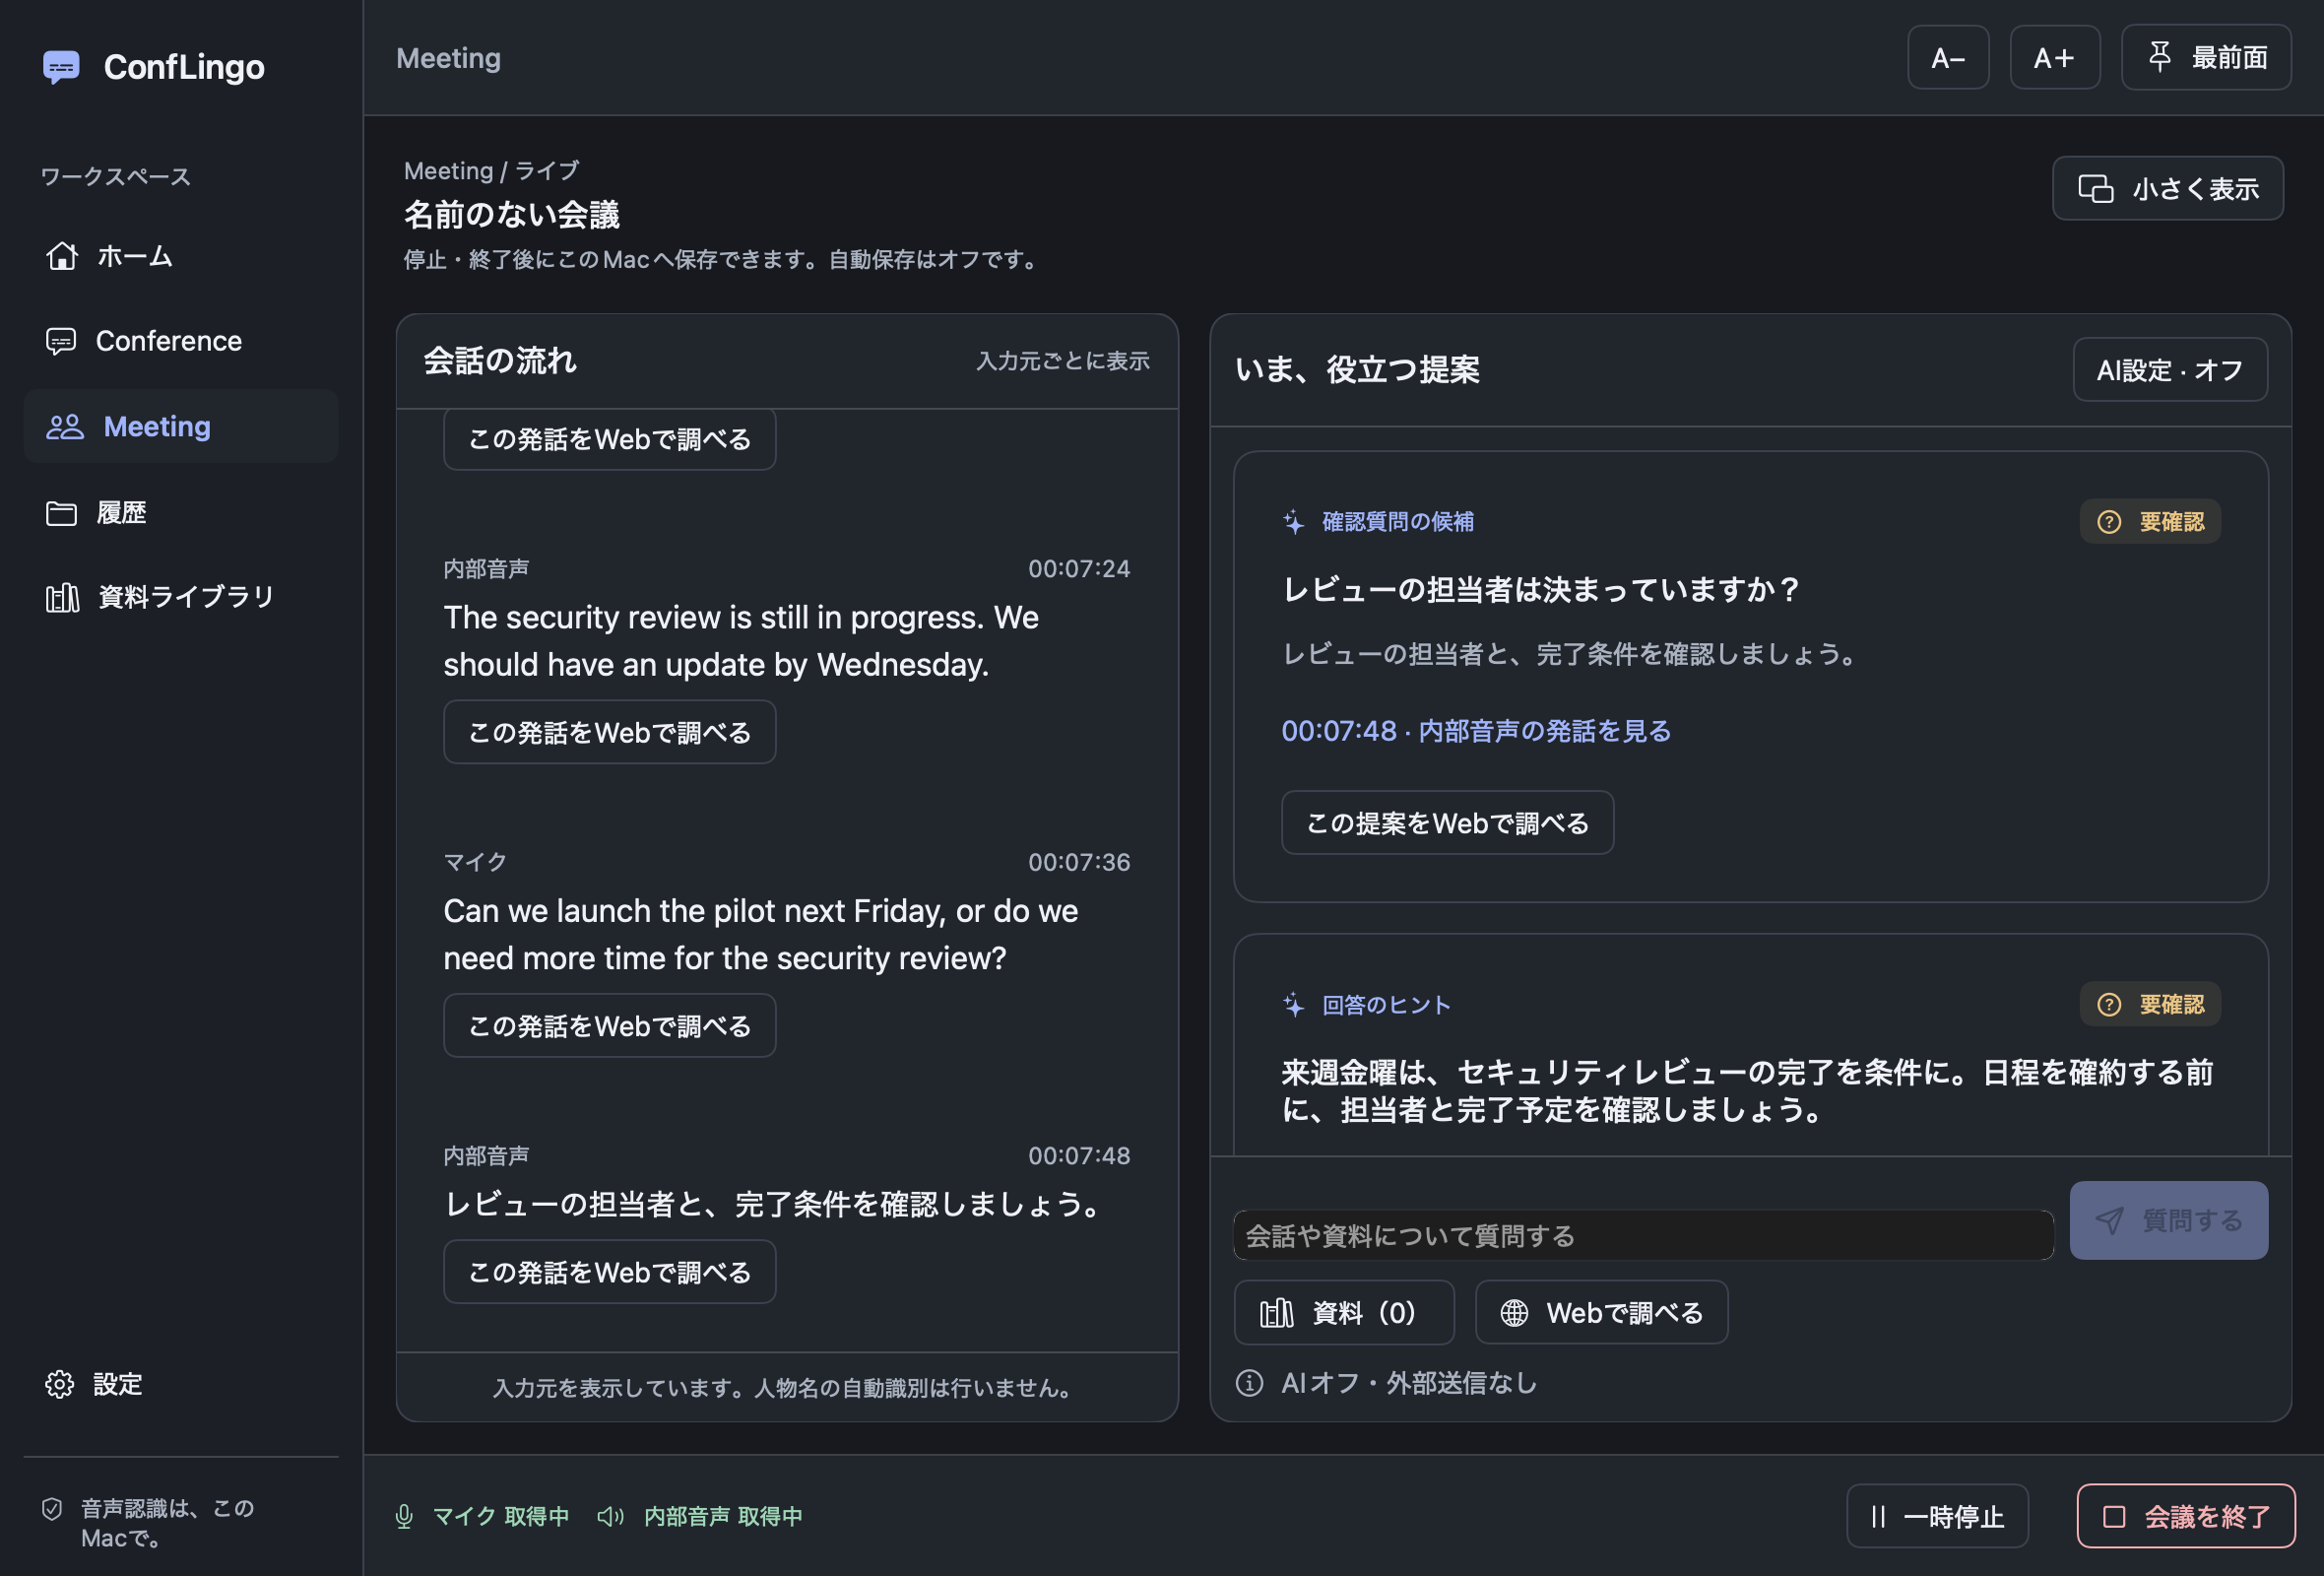 ConfLingo
ワークスペース
ホーム
Conference
Meeting
履歴
資料ライブラリ
設定
音声認識は、この
Macで。
Meeting
A−
A+
最前面
Meeting / ライブ
名前のない会議
停止・終了後にこのMacへ保存できます。自動保存はオフです。
小さく表示
会話の流れ
入力元ごとに表示
この発話をWebで調べる
内部音声
00:07:24
The security review is still in progress. We
should have an update by Wednesday.
この発話をWebで調べる
マイク
00:07:36
Can we launch the pilot next Friday, or do we
need more time for the security review?
この発話をWebで調べる
内部音声
00:07:48
レビューの担当者と、完了条件を確認しましょう。
この発話をWebで調べる
入力元を表示しています。人物名の自動識別は行いません。
いま、役立つ提案
AI設定 · オフ
確認質問の候補
要確認
レビューの担当者は決まっていますか？
レビューの担当者と、完了条件を確認しましょう。
00:07:48 · 内部音声の発話を見る
この提案をWebで調べる
回答のヒント
要確認
来週金曜は、セキュリティレビューの完了を条件に。日程を確約する前
に、担当者と完了予定を確認しましょう。
会話や資料について質問する
質問する
資料（0）
Webで調べる
AIオフ・外部送信なし
マイク 取得中
内部音声 取得中
一時停止
会議を終了